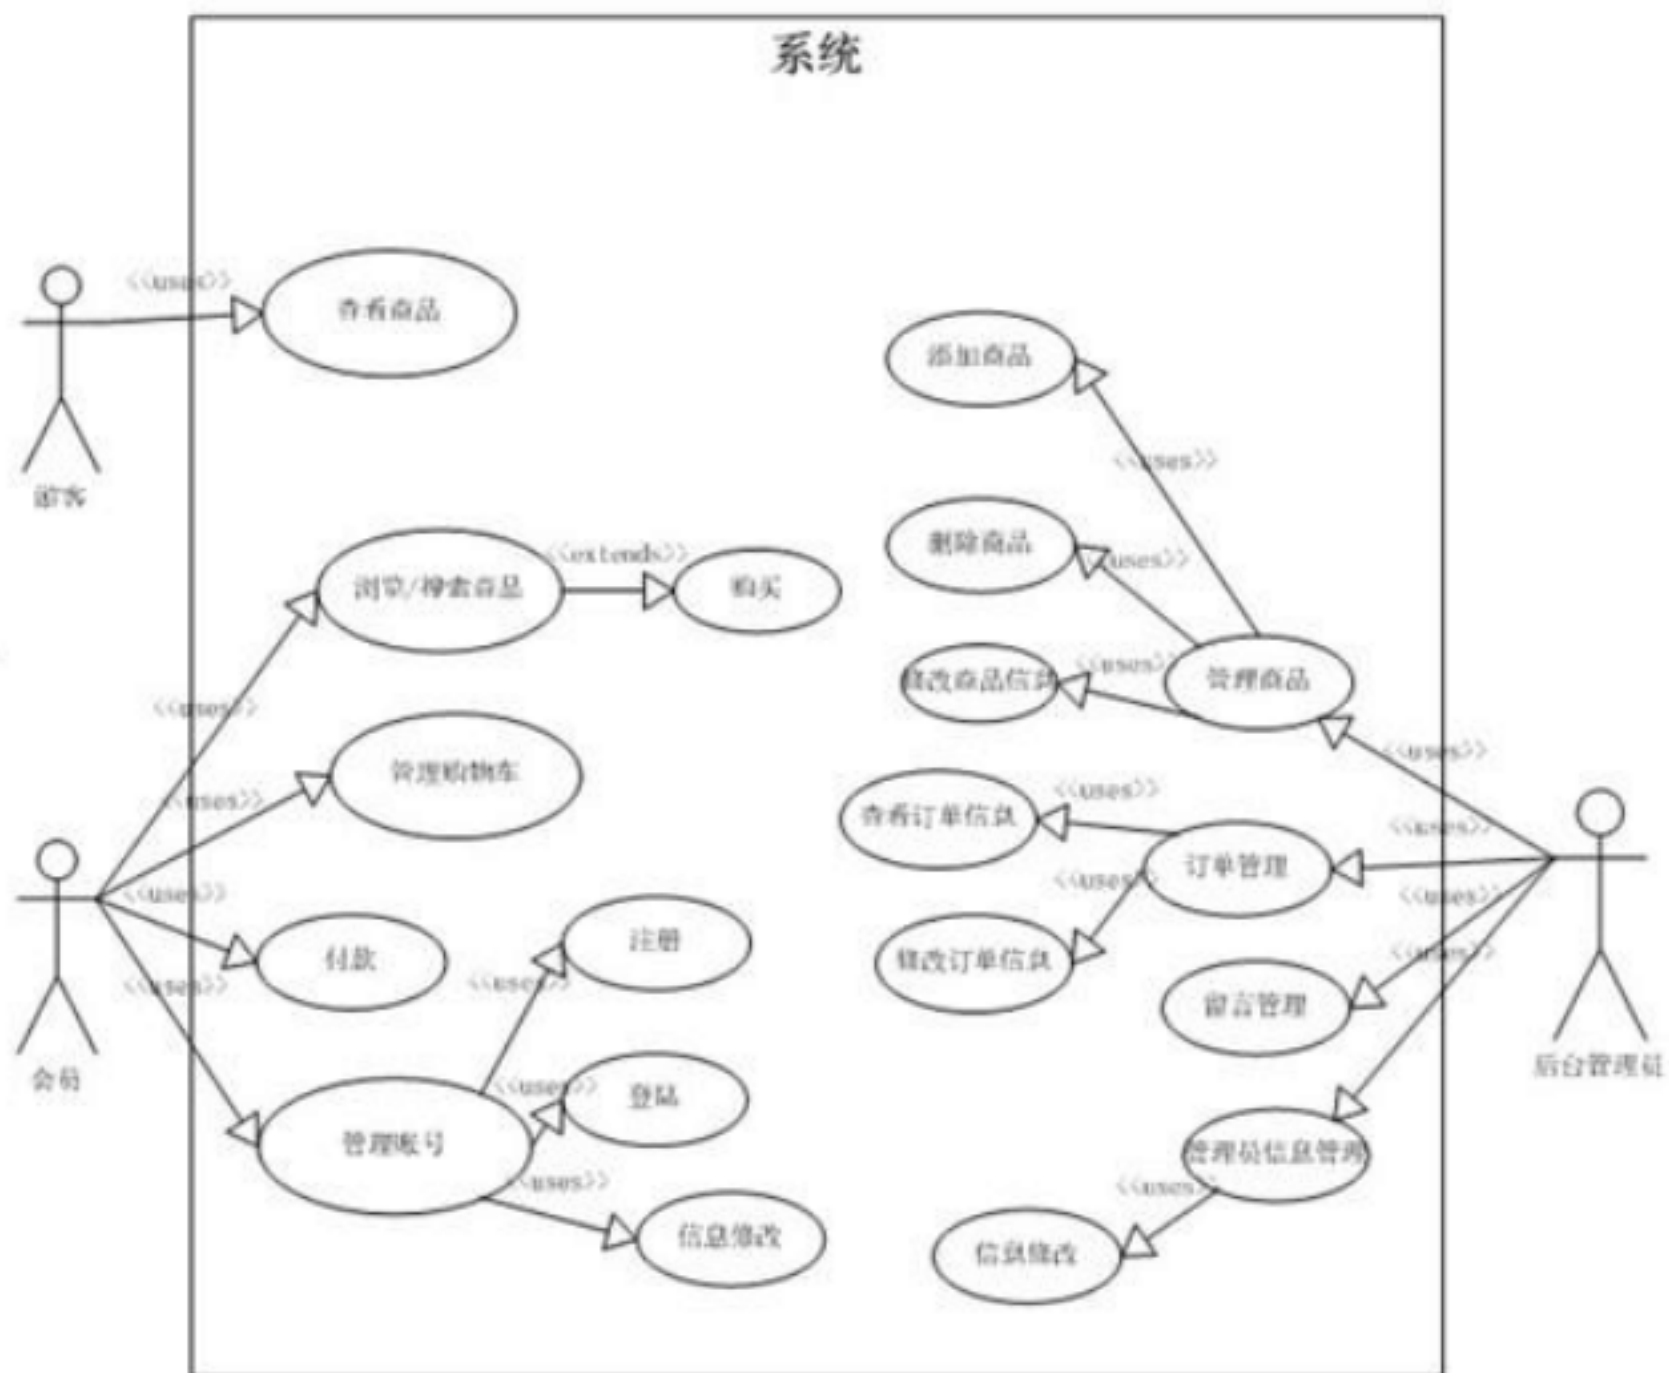 系统
<<uses>>
查看商品
游客
添加商品
<<uses>>
删除商品
<<uses>>
浏览/搜索商品
<<extends>>
购买
修改商品信息
<<uses>>
管理商品
<<uses>>
<<uses>>
管理购物车
<<uses>>
<<uses>>
查看订单信息
<<uses>>
<<uses>>
订单管理
<<uses>>
<<uses>>
<<uses>>
付款
注册
修改订单信息
<<uses>>
<<uses>>
<<uses>>
留言管理
会员
后台管理员
<<uses>>
登陆
管理账号
管理员信息管理
<<uses>>
<<uses>>
信息修改
信息修改